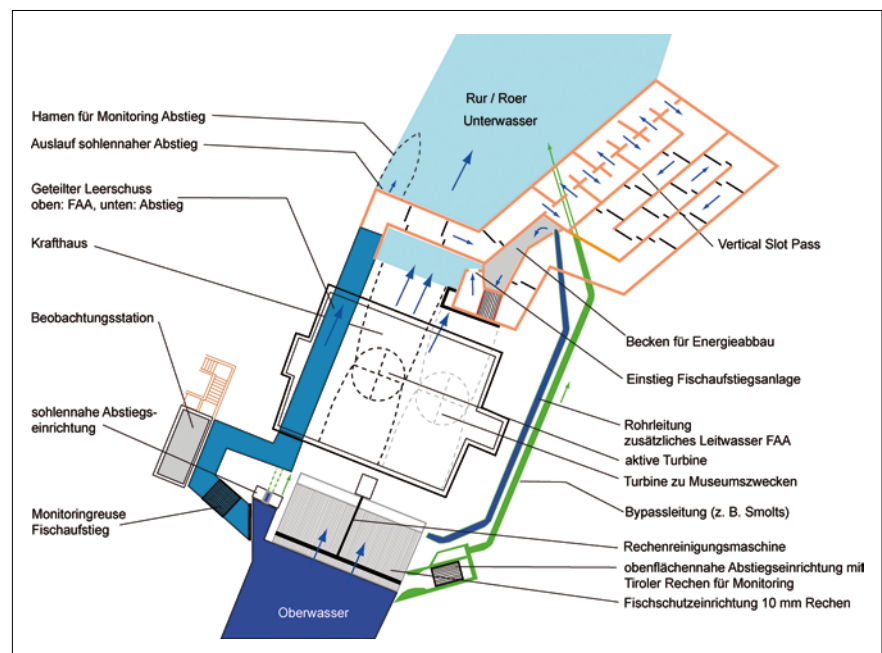 Rur / Roer
Unterwasser
Hamen für Monitoring Abstieg
Auslauf sohlennaher Abstieg
Geteilter Leerschuss
oben: FAA, unten: Abstieg
Krafthaus
Beobachtungsstation
sohlennahe Abstiegs-
einrichtung
Monitoringreuse
Fischaufstieg
Vertical Slot Pass
Becken für Energieabbau
Einstieg Fischaufstiegsanlage
Rohrleitung
zusätzliches Leitwasser FAA
aktive Turbine
Turbine zu Museumszwecken
Bypassleitung (z. B. Smolts)
Rechenreinigungsmaschine
obenflächennahe Abstiegseinrichtung mit
Tiroler Rechen für Monitoring
Fischschutzeinrichtung 10 mm Rechen
Oberwasser